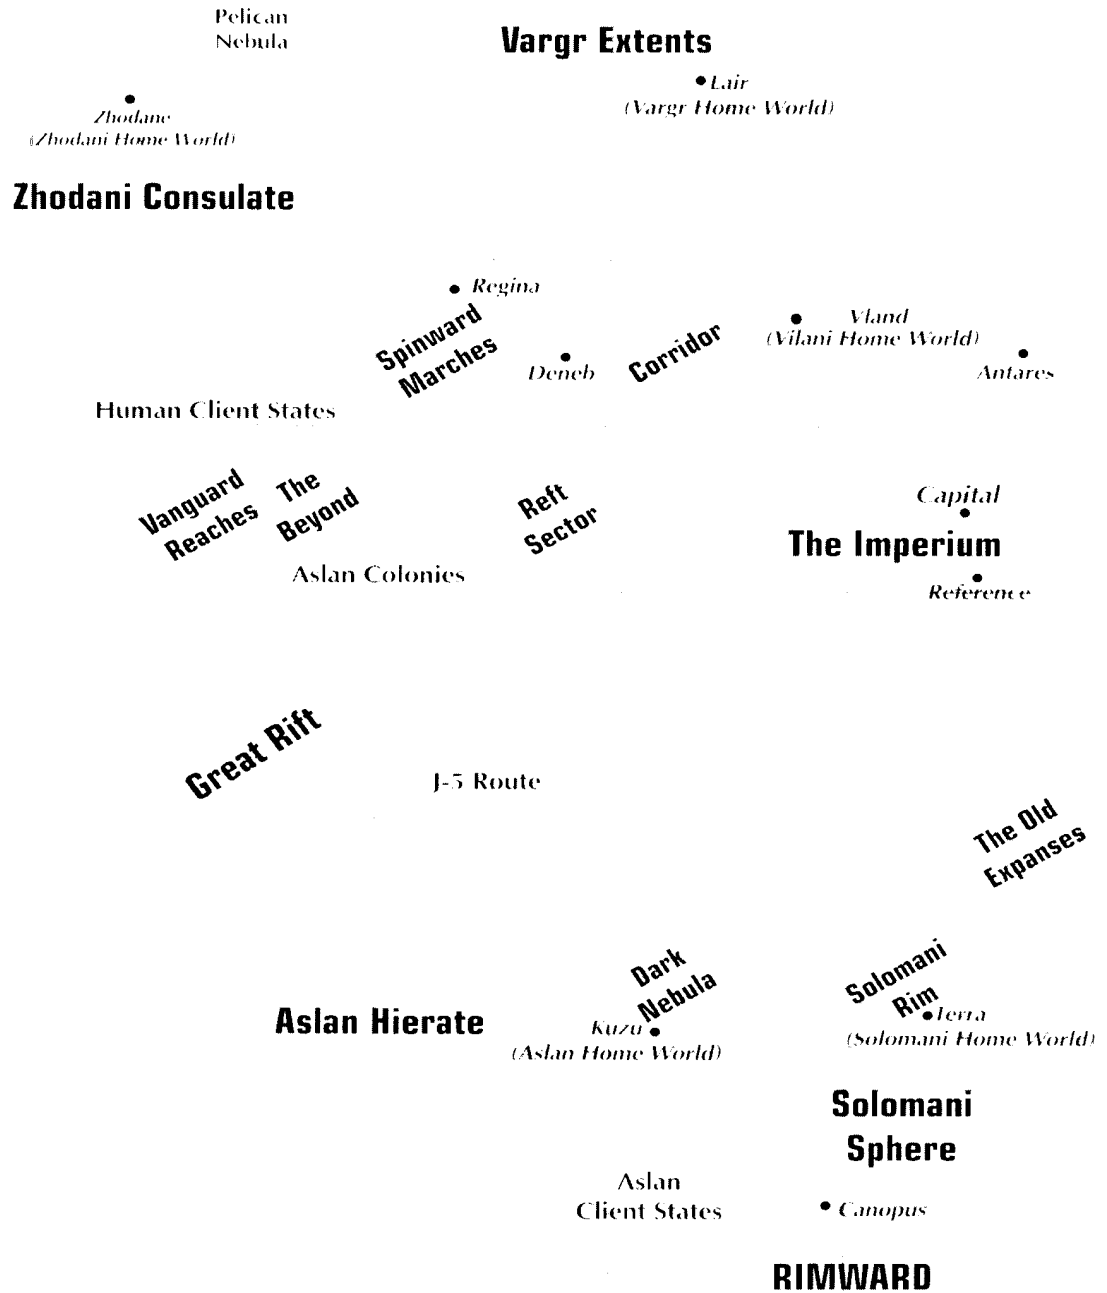 Pelican
Nebula
Vargr Extents
Lair
(Vargr Home World)
Zhodane
(Zhodani Home World)
Zhodani Consulate
Regina
Spinward
Marches
Deneb
Corridor
Vland
(Vilani Home World)
Antares
Human Client States
Vanguard
Reaches
The
Beyond
Reft
Sector
Capital
The Imperium
Reference
Aslan Colonies
Great Rift
J-5 Route
The Old
Expanses
Dark
Nebula
Solomani
Rim
Aslan Hierate
Kuzu
(Aslan Home World)
Terra
(Solomani Home World)
Solomani
Sphere
Aslan
Client States
Canopus
RIMWARD